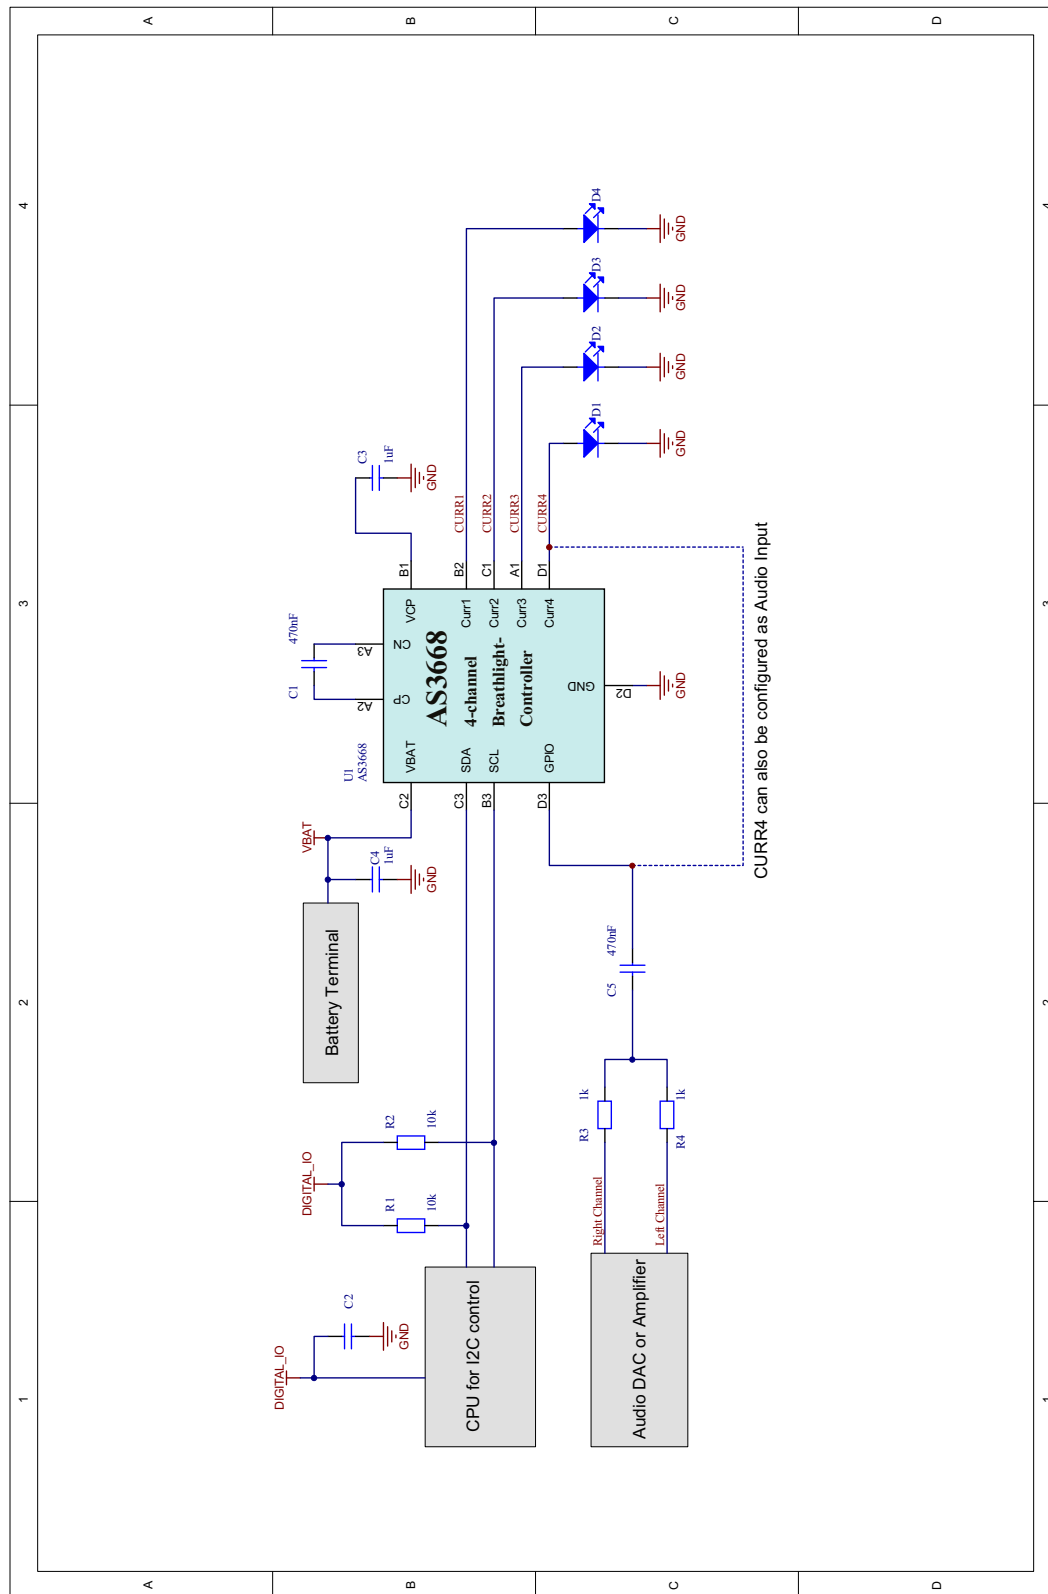 1
2
3
4
A
B
C
D
DIGITAL_IO
C2
GND
CPU for I2C control
DIGITAL_IO
R1
10k
R2
10k
Battery Terminal
VBAT
C4
1uF
GND
U1
AS3668
C1
470nF
A2
A3
CP
CN
C2
VBAT
C3
SDA
B3
SCL
D3
GPIO
AS3668
4-channel
Breathlight-
Controller
GND
D2
GND
VCP
B1
Curr1
B2
CURR1
Curr2
C1
CURR2
Curr3
A1
CURR3
Curr4
D1
CURR4
C3
1uF
GND
D1
D2
D3
D4
GND
GND
GND
GND
Audio DAC or Amplifier
Right Channel
Left Channel
R3
1k
R4
1k
C5
470nF
CURR4 can also be configured as Audio Input
A
B
C
D
1
2
3
4